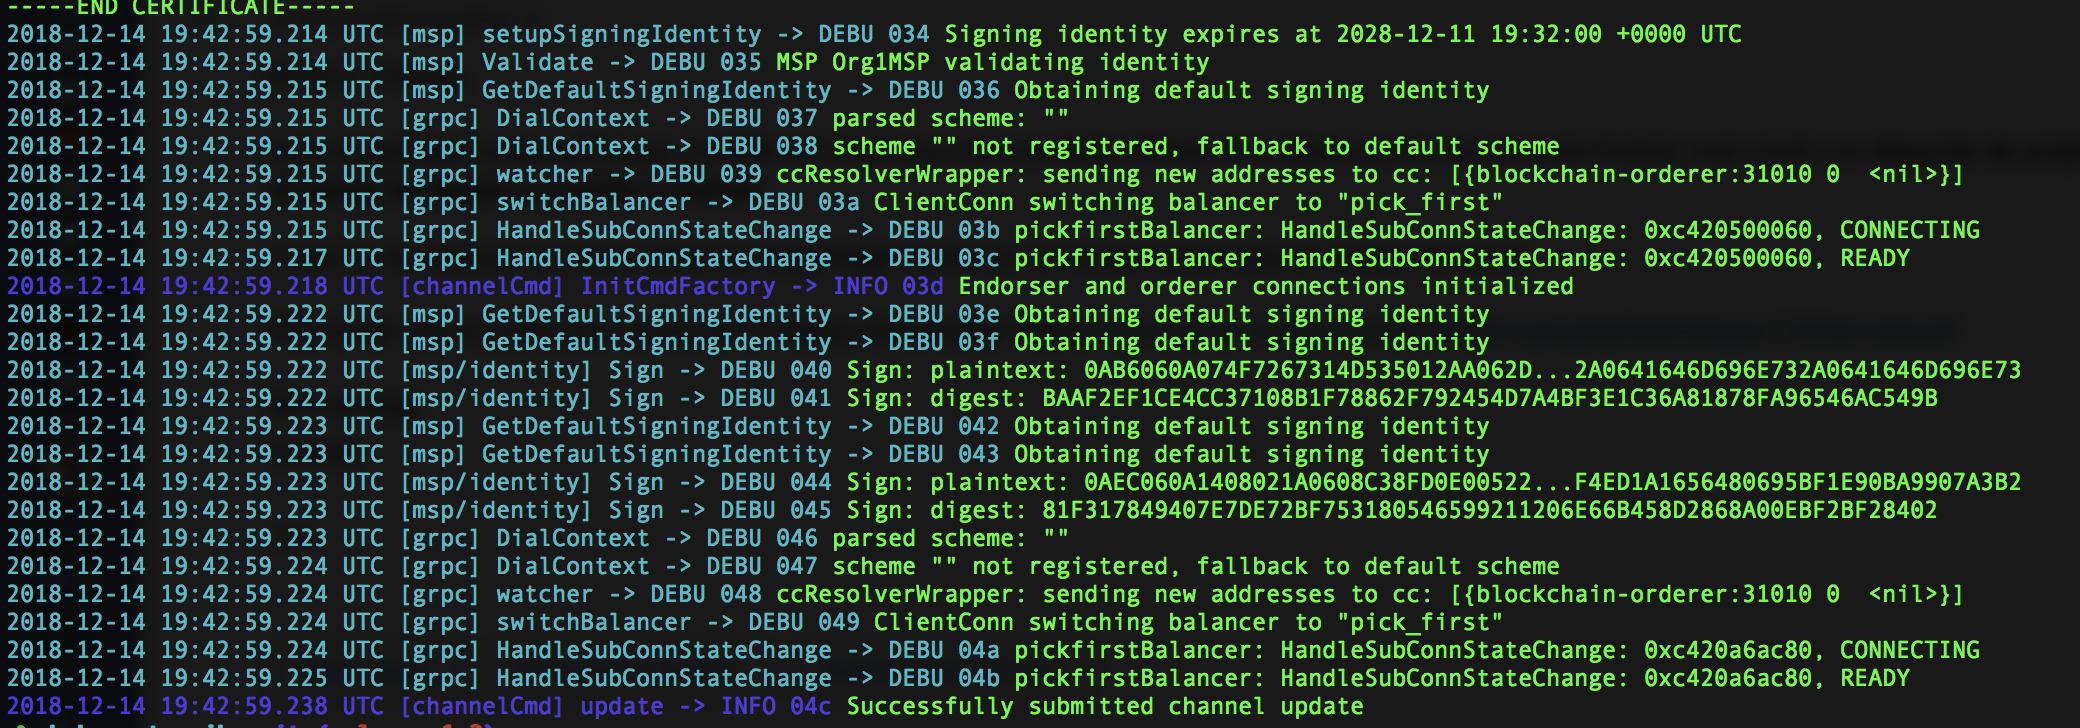 -----END CERTIFICATE-----
2018-12-14 19:42:59.214 UTC [msp] setupSigningIdentity -> DEBU 034 Signing identity expires at 2028-12-11 19:32:00 +0000 UTC
2018-12-14 19:42:59.214 UTC [msp] Validate -> DEBU 035 MSP Org1MSP validating identity
2018-12-14 19:42:59.215 UTC [msp] GetDefaultSigningIdentity -> DEBU 036 Obtaining default signing identity
2018-12-14 19:42:59.215 UTC [grpc] DialContext -> DEBU 037 parsed scheme: ""
2018-12-14 19:42:59.215 UTC [grpc] DialContext -> DEBU 038 scheme "" not registered, fallback to default scheme
2018-12-14 19:42:59.215 UTC [grpc] watcher -> DEBU 039 ccResolverWrapper: sending new addresses to cc: [{blockchain-orderer:31010 0  <nil>}]
2018-12-14 19:42:59.215 UTC [grpc] switchBalancer -> DEBU 03a ClientConn switching balancer to "pick_first"
2018-12-14 19:42:59.215 UTC [grpc] HandleSubConnStateChange -> DEBU 03b pickfirstBalancer: HandleSubConnStateChange: 0xc420500060, CONNECTING
2018-12-14 19:42:59.217 UTC [grpc] HandleSubConnStateChange -> DEBU 03c pickfirstBalancer: HandleSubConnStateChange: 0xc420500060, READY
2018-12-14 19:42:59.218 UTC [channelCmd] InitCmdFactory -> INFO 03d Endorser and orderer connections initialized
2018-12-14 19:42:59.222 UTC [msp] GetDefaultSigningIdentity -> DEBU 03e Obtaining default signing identity
2018-12-14 19:42:59.222 UTC [msp] GetDefaultSigningIdentity -> DEBU 03f Obtaining default signing identity
2018-12-14 19:42:59.222 UTC [msp/identity] Sign -> DEBU 040 Sign: plaintext: 0AB6060A074F7267314D535012AA062D...2A0641646D696E732A0641646D696E73
2018-12-14 19:42:59.222 UTC [msp/identity] Sign -> DEBU 041 Sign: digest: BAAF2EF1CE4CC37108B1F78862F792454D7A4BF3E1C36A81878FA96546AC549B
2018-12-14 19:42:59.223 UTC [msp] GetDefaultSigningIdentity -> DEBU 042 Obtaining default signing identity
2018-12-14 19:42:59.223 UTC [msp] GetDefaultSigningIdentity -> DEBU 043 Obtaining default signing identity
2018-12-14 19:42:59.223 UTC [msp/identity] Sign -> DEBU 044 Sign: plaintext: 0AEC060A1408021A0608C38FD0E00522...F4ED1A1656480695BF1E90BA9907A3B2
2018-12-14 19:42:59.223 UTC [msp/identity] Sign -> DEBU 045 Sign: digest: 81F317849407E7DE72BF753180546599211206E66B458D2868A00EBF2BF28402
2018-12-14 19:42:59.223 UTC [grpc] DialContext -> DEBU 046 parsed scheme: ""
2018-12-14 19:42:59.224 UTC [grpc] DialContext -> DEBU 047 scheme "" not registered, fallback to default scheme
2018-12-14 19:42:59.224 UTC [grpc] watcher -> DEBU 048 ccResolverWrapper: sending new addresses to cc: [{blockchain-orderer:31010 0  <nil>}]
2018-12-14 19:42:59.224 UTC [grpc] switchBalancer -> DEBU 049 ClientConn switching balancer to "pick_first"
2018-12-14 19:42:59.224 UTC [grpc] HandleSubConnStateChange -> DEBU 04a pickfirstBalancer: HandleSubConnStateChange: 0xc420a6ac80, CONNECTING
2018-12-14 19:42:59.225 UTC [grpc] HandleSubConnStateChange -> DEBU 04b pickfirstBalancer: HandleSubConnStateChange: 0xc420a6ac80, READY
2018-12-14 19:42:59.238 UTC [channelCmd] update -> INFO 04c Successfully submitted channel update